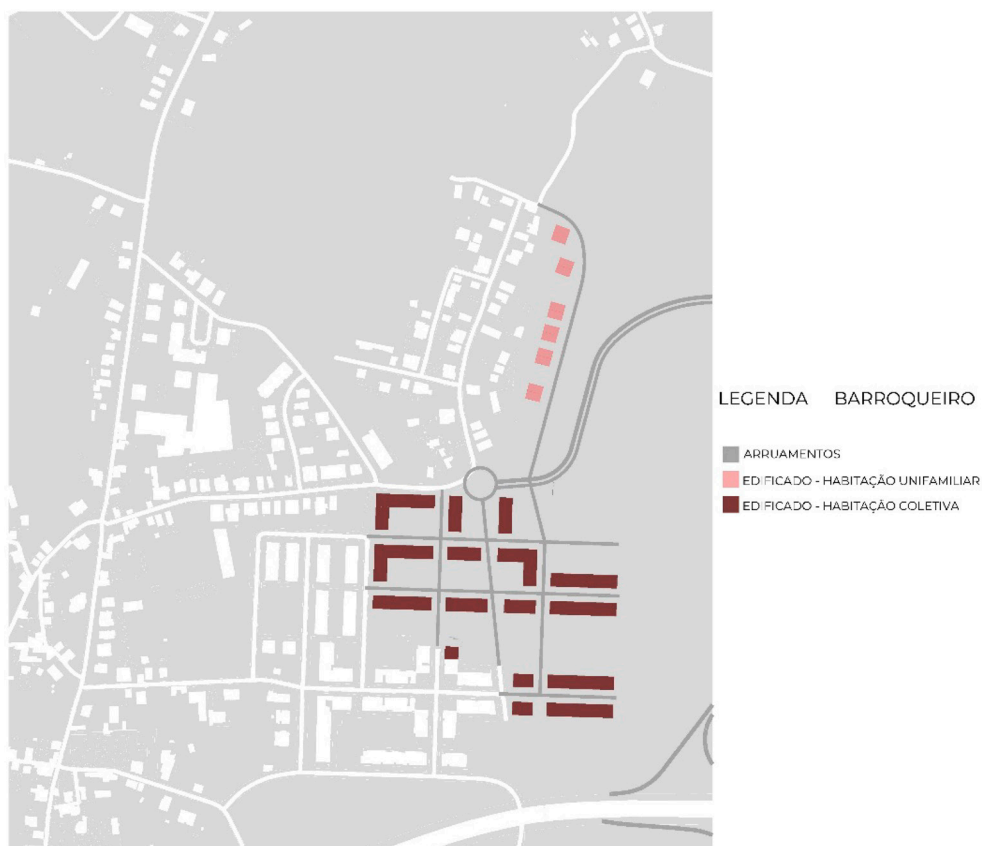 LEGENDA BARROQUEIRO
ARRUAMENTOS
EDIFICADO - HABITAÇÃO UNIFAMILIAR
EDIFICADO - HABITAÇÃO COLETIVA